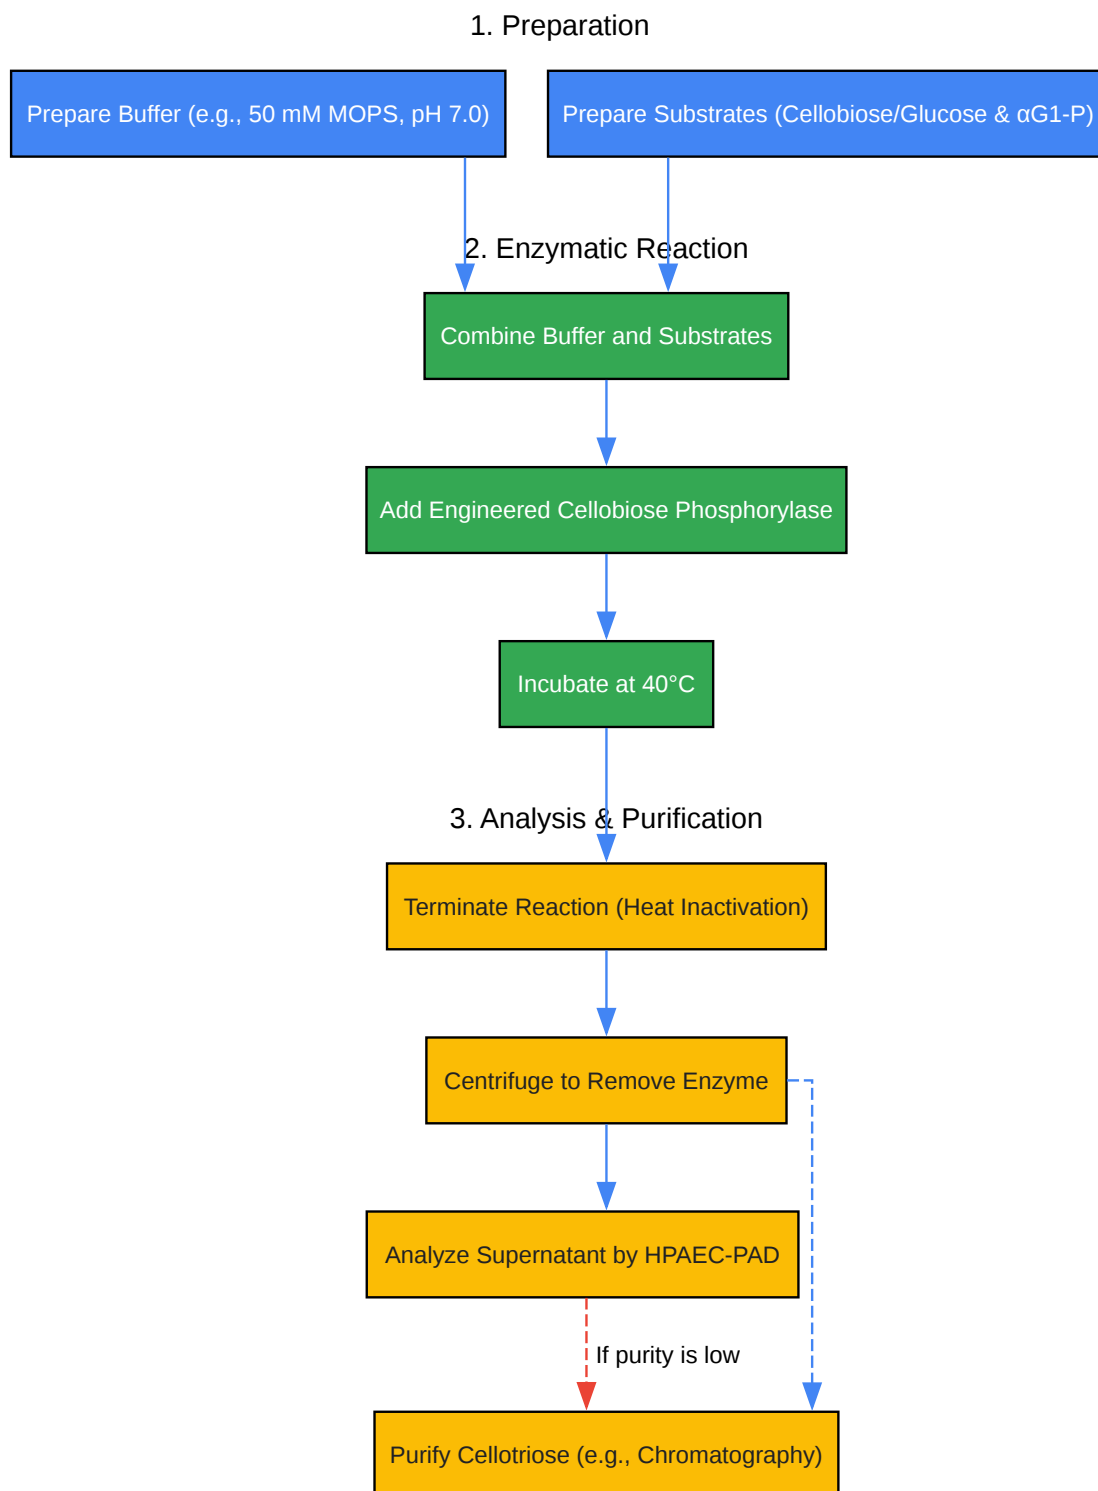 1. Preparation
Prepare Buffer (e.g., 50 mM MOPS, pH 7.0)
Prepare Substrates (Cellobiose/Glucose & αG1-P)
2. Enzymatic Reaction
Combine Buffer and Substrates
Add Engineered Cellobiose Phosphorylase
Incubate at 40°C
3. Analysis & Purification
Terminate Reaction (Heat Inactivation)
Centrifuge to Remove Enzyme
Analyze Supernatant by HPAEC-PAD
If purity is low
Purify Cellotriose (e.g., Chromatography)